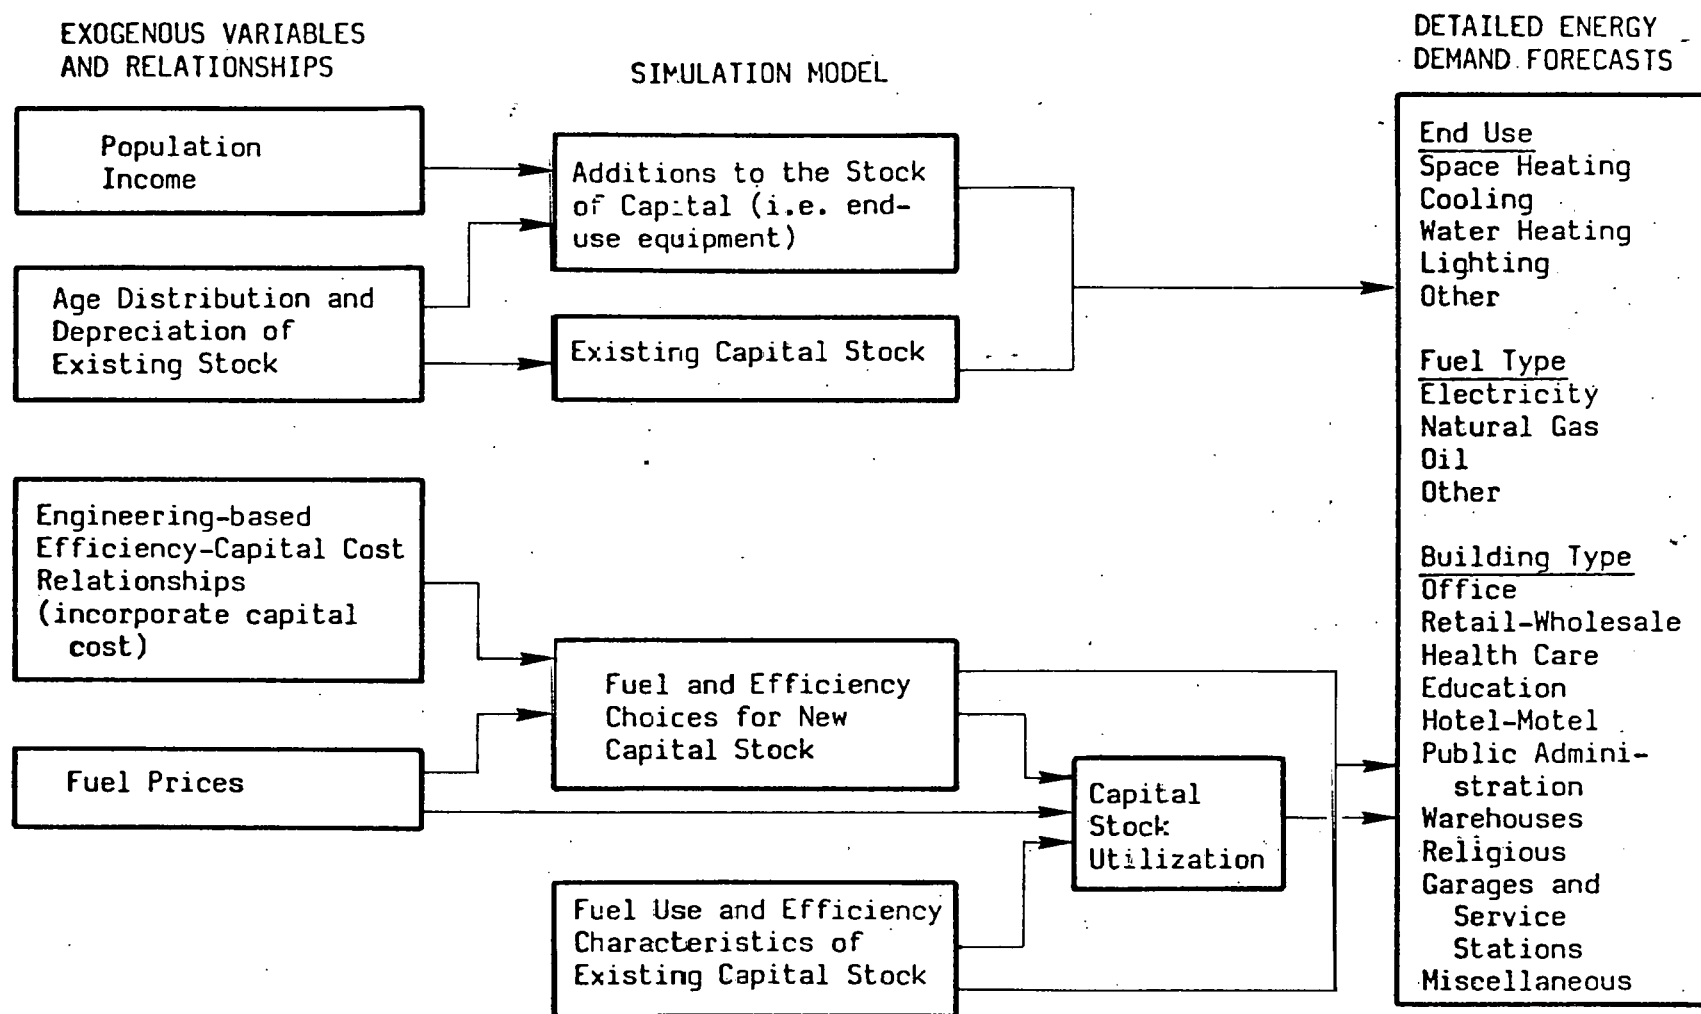 EXOGENOUS VARIABLES
AND RELATIONSHIPS
SIMULATION MODEL
DETAILED ENERGY
DEMAND FORECASTS
Population
Income
Age Distribution and
Depreciation of
Existing Stock
Engineering-based
Efficiency-Capital Cost
Relationships
(incorporate capital
cost)
Fuel Prices
Additions to the Stock
of Capital (i.e. end-
use equipment)
Existing Capital Stock
Fuel and Efficiency
Choices for New
Capital Stock
Fuel Use and Efficiency
Characteristics of
Existing Capital Stock
Capital
Stock
Utilization
End Use
Space Heating
Cooling
Water Heating
Lighting
Other
Fuel Type
Electricity
Natural Gas
Oil
Other
Building Type
Office
Retail-Wholesale
Health Care
Education
Hotel-Motel
Public Admini-
stration
Warehouses
Religious
Garages and
Service
Stations
Miscellaneous